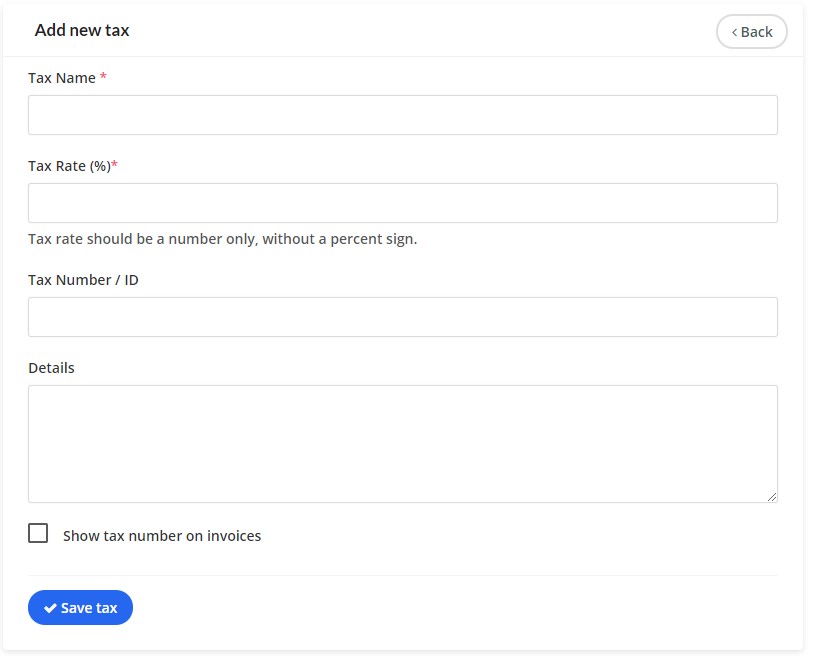 Add new tax
‹ Back
Tax Name *
Tax Rate (%)*
Tax rate should be a number only, without a percent sign.
Tax Number / ID
Details
Show tax number on invoices
✔ Save tax